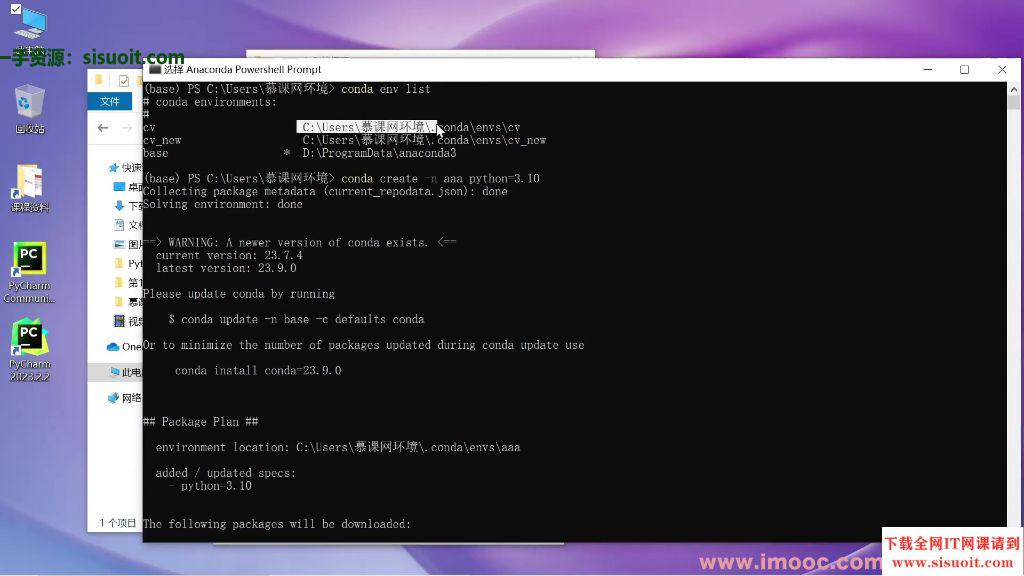 此电脑
一手资源：sisuoit.com
回收站
课程资料
PyCharm
Communi...
PyCharm
2023.2.2
文件
快速
桌面
下载
文档
图片
Pyt
第1
慕课
视频
One
此电脑
网络
1 个项目
选择 Anaconda Powershell Prompt
(base) PS C:\Users\慕课网环境> conda env list
# conda environments:
#
cv C:\Users\慕课网环境\.conda\envs\cv
cv_new C:\Users\慕课网环境\.conda\envs\cv_new
base * D:\ProgramData\anaconda3
(base) PS C:\Users\慕课网环境> conda create -n aaa python=3.10
Collecting package metadata (current_repodata.json): done
Solving environment: done
==> WARNING: A newer version of conda exists. <==
current version: 23.7.4
latest version: 23.9.0
Please update conda by running
$ conda update -n base -c defaults conda
Or to minimize the number of packages updated during conda update use
conda install conda=23.9.0
## Package Plan ##
environment location: C:\Users\慕课网环境\.conda\envs\aaa
added / updated specs:
- python=3.10
The following packages will be downloaded:
www.imooc.com
下载全网IT网课请到
www.sisuoit.com